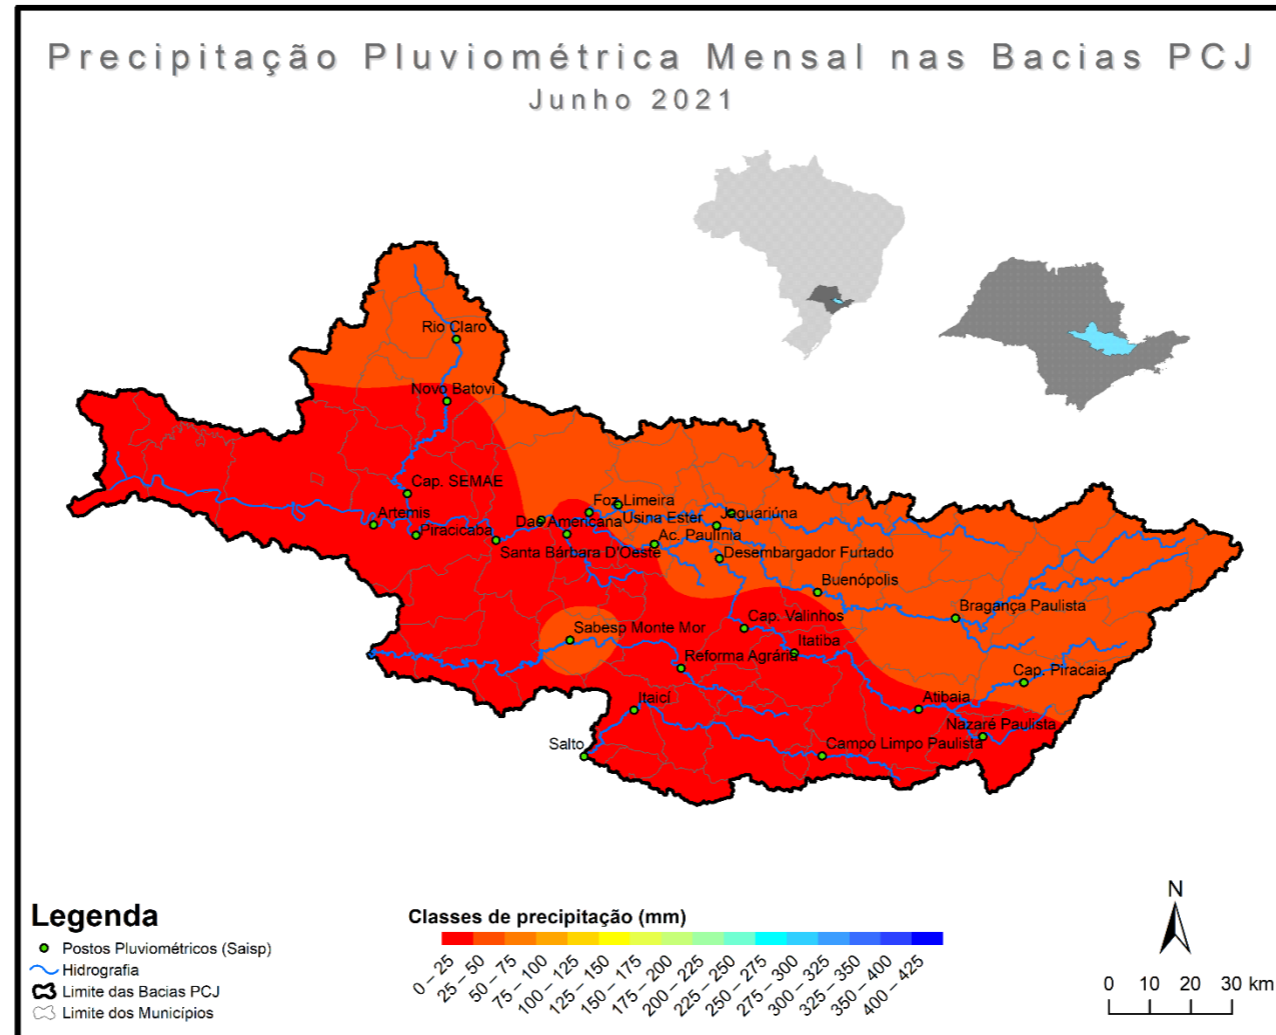 Precipitação Pluviométrica Mensal nas Bacias PCJ
Junho 2021
Rio Claro
Novo Batovi
Cap. SEMAE
Artemis
Piracicaba
Foz Limeira
Dae Americana
Usina Ester
Jaguariúna
Santa Bárbara D'Oeste
Ac. Paulínia
Desembargador Furtado
Buenópolis
Bragança Paulista
Cap. Valinhos
Sabesp Monte Mor
Itatiba
Reforma Agrária
Cap. Piracaia
Itaici
Atibaia
Nazaré Paulista
Salto
Campo Limpo Paulista
Legenda
Postos Pluviométricos (Saisp)
Hidrografia
Limite das Bacias PCJ
Limite dos Municípios
Classes de precipitação (mm)
0 – 25
25 – 50
50 – 75
75 – 100
100 – 125
125 – 150
150 – 175
175 – 200
200 – 225
225 – 250
250 – 275
275 – 300
300 – 325
325 – 350
350 – 400
400 – 425
N
0 10 20 30 km